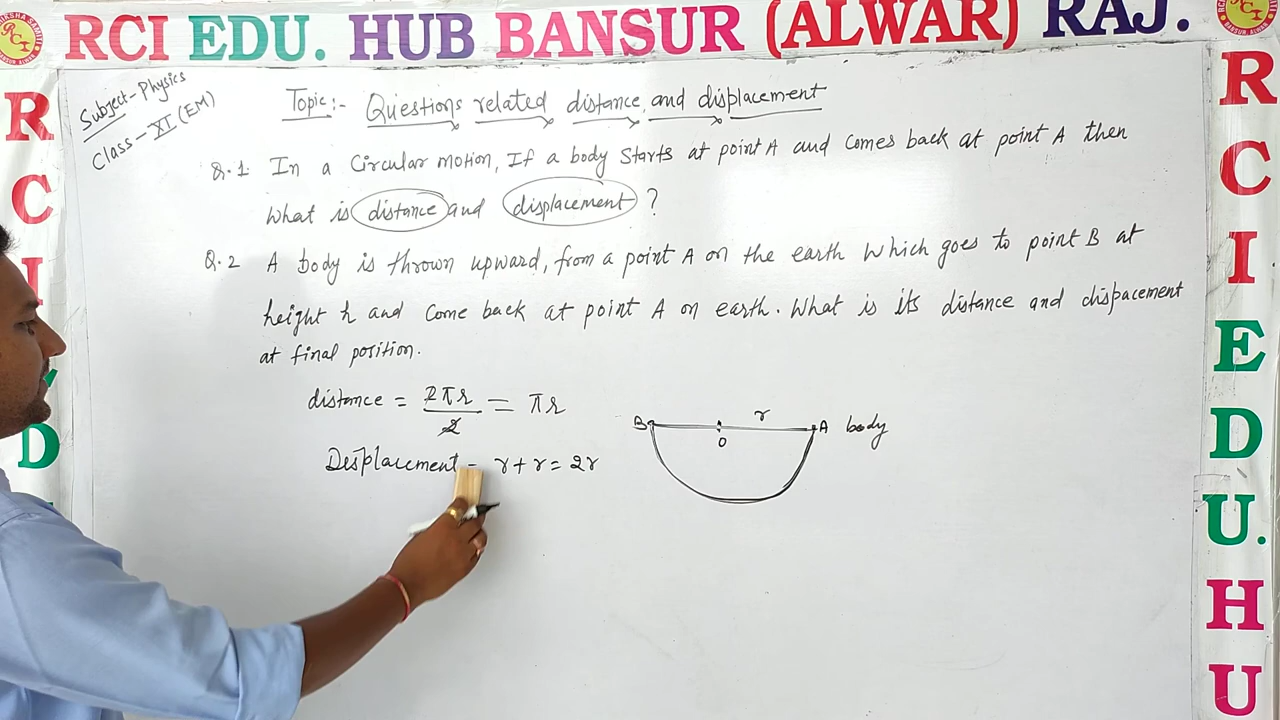 RCI EDU. HUB BANSUR (ALWAR) RAJ.
Subject - Physics
Class - XI (EM)
Topic :- Questions related distance and displacement
Q.1. In a Circular motion, If a body Starts at point A and Comes back at point A then
What is distance and displacement ?
Q.2 A body is thrown upward, from a point A on the earth Which goes to point B at
height h and Come back at point A on earth. What is its distance and dispacement
at final position.
distance = 2πr/2 = πr
Displacement - r + r = 2r
B O r A body
R
C
I
D
R
C
I
E
D
U.
H
U